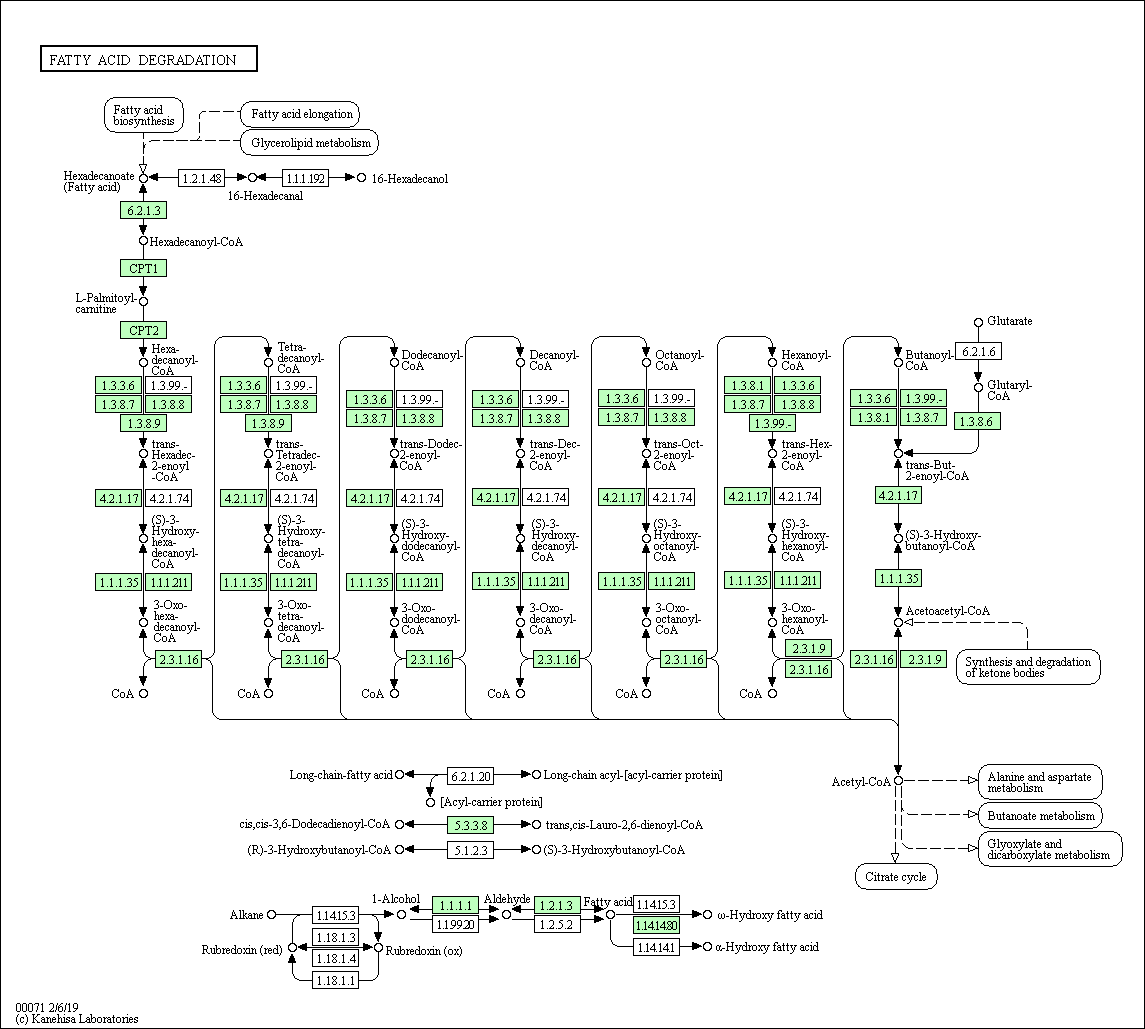 FATTY ACID DEGRADATION
Fatty acid
biosynthesis
Fatty acid elongation
Glycerolipid metabolism
Hexadecanoate
(Fatty acid)
1.2.1.48
1.1.1.192
16-Hexadecanol
16-Hexadecanal
6.2.1.3
Hexadecanoyl-CoA
CPT1
L-Palmitoyl-
carnitine
CPT2
Hexa-
decanoyl-
CoA
Tetra-
decanoyl-
CoA
Dodecanoyl-
CoA
Decanoyl-
CoA
Octanoyl-
CoA
Hexanoyl-
CoA
Butanoyl-
CoA
Glutarate
6.2.1.6
Glutaryl-
CoA
1.3.8.6
1.3.3.6 1.3.99.-
1.3.8.7 1.3.8.8
1.3.8.9
1.3.3.6 1.3.99.-
1.3.8.7 1.3.8.8
1.3.8.9
1.3.3.6 1.3.99.-
1.3.8.7 1.3.8.8
1.3.3.6 1.3.99.-
1.3.8.7 1.3.8.8
1.3.3.6 1.3.99.-
1.3.8.7 1.3.8.8
1.3.8.1 1.3.3.6
1.3.8.7 1.3.8.8
1.3.99.-
1.3.3.6 1.3.99.-
1.3.8.1 1.3.8.7
trans-
Hexadec-
2-enoyl
-CoA
trans-
Tetradec-
2-enoyl-
CoA
trans-Dodec-
2-enoyl-
CoA
trans-Dec-
2-enoyl-
CoA
trans-Oct-
2-enoyl-
CoA
trans-Hex-
2-enoyl-
CoA
trans-But-
2-enoyl-CoA
4.2.1.17 4.2.1.74
4.2.1.17 4.2.1.74
4.2.1.17 4.2.1.74
4.2.1.17 4.2.1.74
4.2.1.17 4.2.1.74
4.2.1.17 4.2.1.74
4.2.1.17
(S)-3-
Hydroxy-
hexa-
decanoyl-
CoA
(S)-3-
Hydroxy-
tetra-
decanoyl-
CoA
(S)-3-
Hydroxy-
dodecanoyl-
CoA
(S)-3-
Hydroxy-
decanoyl-
CoA
(S)-3-
Hydroxy-
octanoyl-
CoA
(S)-3-
Hydroxy-
hexanoyl-
CoA
(S)-3-Hydroxy-
butanoyl-CoA
1.1.1.35 1.1.1.211
1.1.1.35 1.1.1.211
1.1.1.35 1.1.1.211
1.1.1.35 1.1.1.211
1.1.1.35 1.1.1.211
1.1.1.35 1.1.1.211
1.1.1.35
3-Oxo-
hexa-
decanoyl-
CoA
3-Oxo-
tetra-
decanoyl-
CoA
3-Oxo-
dodecanoyl-
CoA
3-Oxo-
decanoyl-
CoA
3-Oxo-
octanoyl-
CoA
3-Oxo-
hexanoyl-
CoA
Acetoacetyl-CoA
2.3.1.16
2.3.1.16
2.3.1.16
2.3.1.16
2.3.1.16
2.3.1.9
2.3.1.16
2.3.1.16 2.3.1.9
Synthesis and degradation
of ketone bodies
CoA
CoA
CoA
CoA
CoA
CoA
Long-chain-fatty acid
6.2.1.20
Long-chain acyl-[acyl-carrier protein]
[Acyl-carrier protein]
cis,cis-3,6-Dodecadienoyl-CoA
5.3.3.8
trans,cis-Lauro-2,6-dienoyl-CoA
(R)-3-Hydroxybutanoyl-CoA
5.1.2.3
(S)-3-Hydroxybutanoyl-CoA
Acetyl-CoA
Alanine and aspartate
metabolism
Butanoate metabolism
Glyoxylate and
dicarboxylate metabolism
Citrate cycle
Alkane
1.14.15.3
1-Alcohol
1.1.1.1
1.1.99.20
Aldehyde
1.2.1.3
1.2.5.2
Fatty acid
1.14.15.3
1.14.14.80
1.14.14.1
ω-Hydroxy fatty acid
α-Hydroxy fatty acid
Rubredoxin (red)
1.18.1.3
1.18.1.4
1.18.1.1
Rubredoxin (ox)
00071 2/6/19
(c) Kanehisa Laboratories